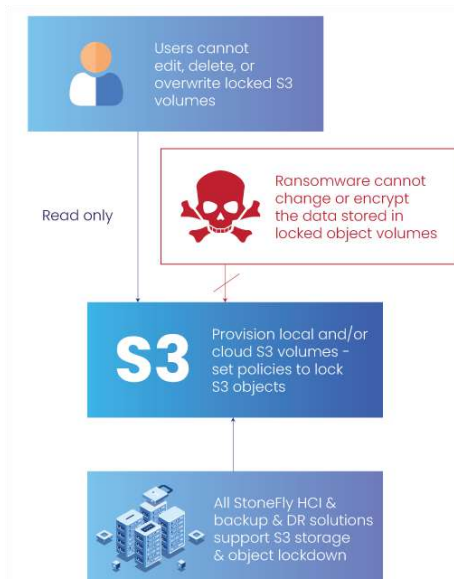 Users cannot
edit, delete, or
overwrite locked S3
volumes
Ransomware cannot
change or encrypt
the data stored in
locked object volumes
Read only
S3
Provision local and/or
cloud S3 volumes -
set policies to lock
S3 objects
All StoneFly HCI &
backup & DR solutions
support S3 storage
& object lockdown